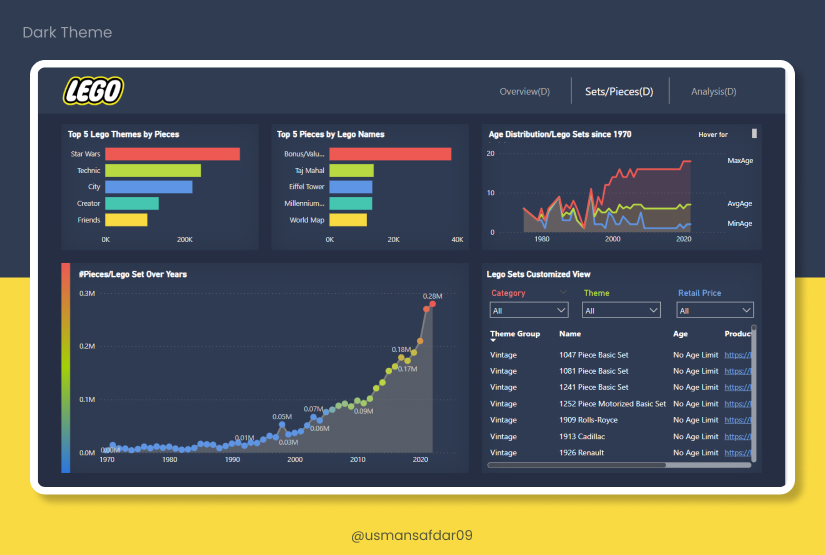 Dark Theme
LEGO
Overview(D)
Sets/Pieces(D)
Analysis(D)
Top 5 Lego Themes by Pieces
Star Wars
Technic
City
Creator
Friends
0K
200K
Top 5 Pieces by Lego Names
Bonus/Valu...
Taj Mahal
Eiffel Tower
Millennium...
World Map
0K
20K
40K
Age Distribution/Lego Sets since 1970
Hover for
20
10
0
1980
2000
2020
MaxAge
AvgAge
MinAge
#Pieces/Lego Set Over Years
0.3M
0.2M
0.1M
0.0M
0.01M
0.05M
0.03M
0.07M
0.06M
0.09M
0.18M
0.17M
0.28M
1970
1980
1990
2000
2010
2020
Lego Sets Customized View
Category
Theme
Retail Price
All
All
All
Theme Group Name Age Produc
Vintage 1047 Piece Basic Set No Age Limit https://l
Vintage 1081 Piece Basic Set No Age Limit https://l
Vintage 1241 Piece Basic Set No Age Limit https://l
Vintage 1252 Piece Motorized Basic Set No Age Limit https://l
Vintage 1909 Rolls-Royce No Age Limit https://l
Vintage 1913 Cadillac No Age Limit https://l
Vintage 1926 Renault No Age Limit https://l
@usmansafdar09